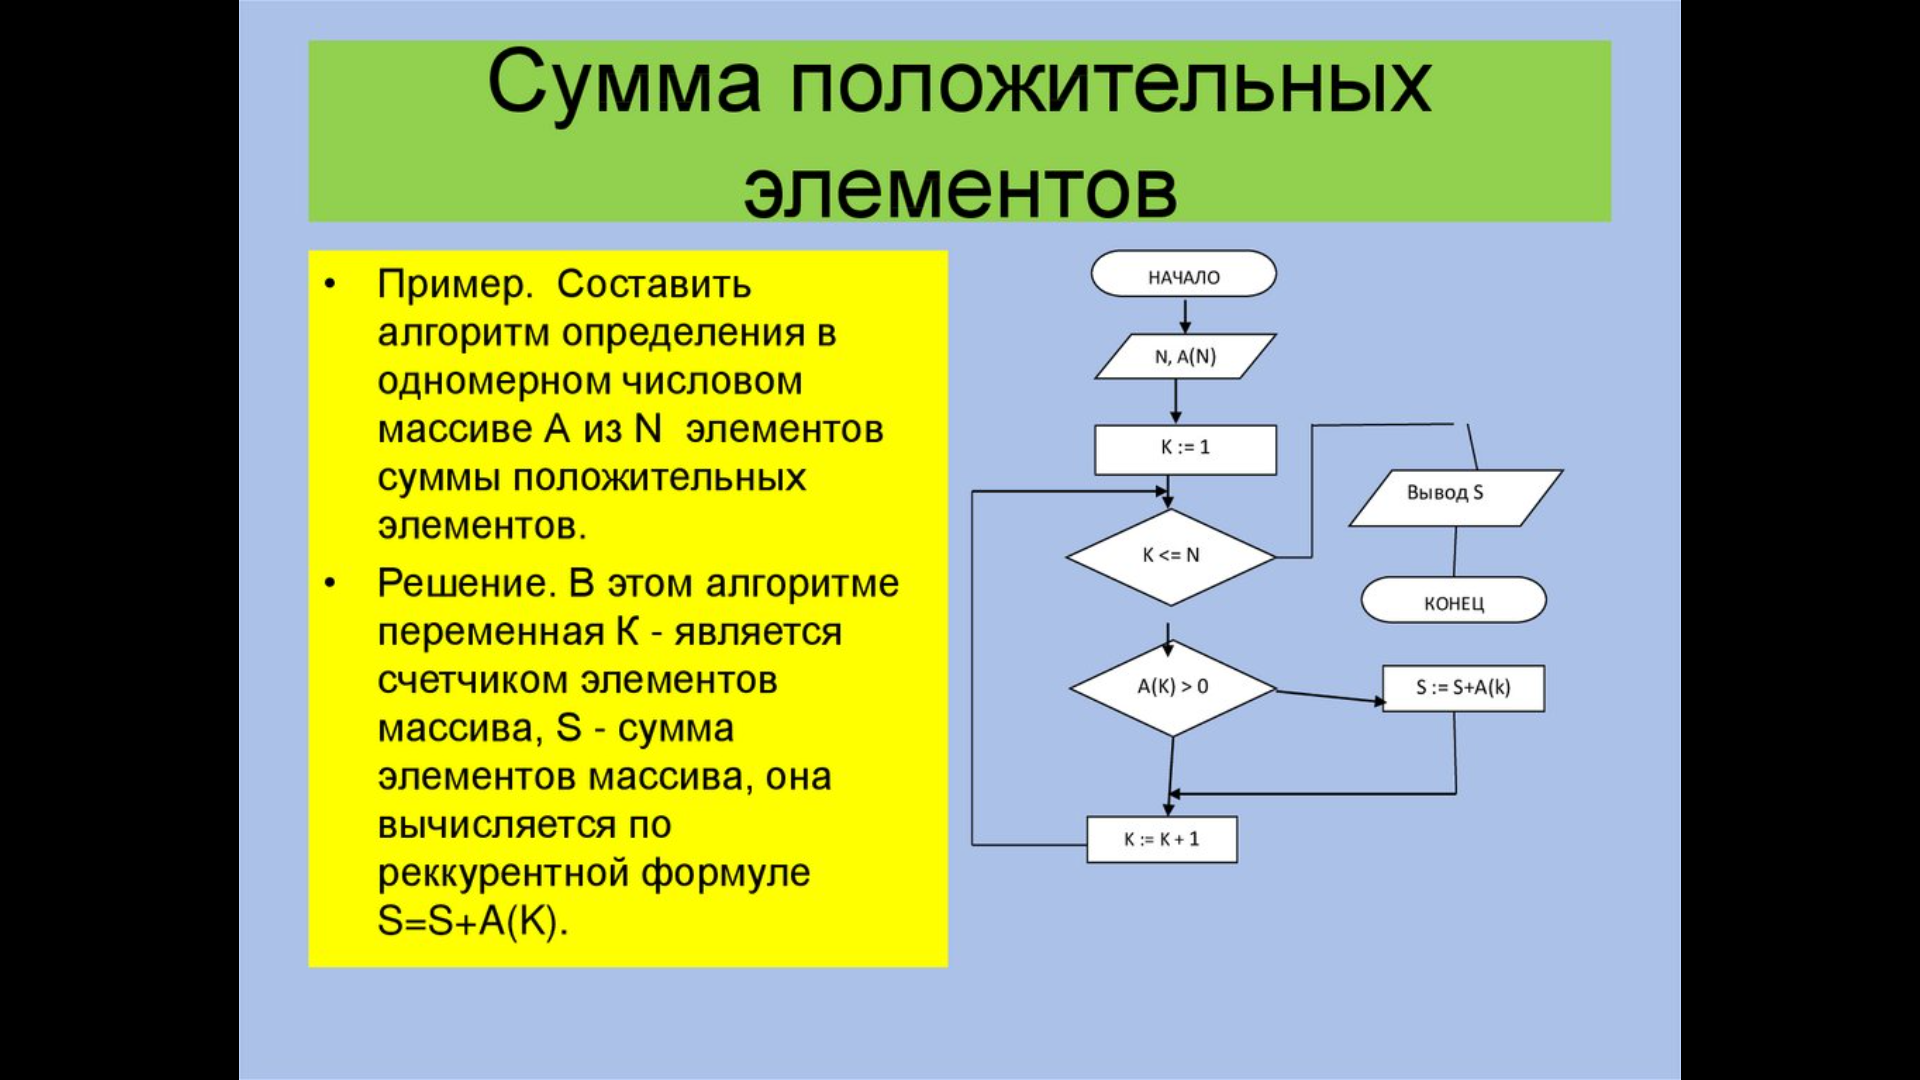 Сумма положительных
элементов
• Пример. Составить
алгоритм определения в
одномерном числовом
массиве А из N элементов
суммы положительных
элементов.
• Решение. В этом алгоритме
переменная К - является
счетчиком элементов
массива, S - сумма
элементов массива, она
вычисляется по
реккурентной формуле
S=S+A(K).
НАЧАЛО
N, A(N)
K := 1
K <= N
Вывод S
КОНЕЦ
A(K) > 0
S := S+A(k)
K := K + 1